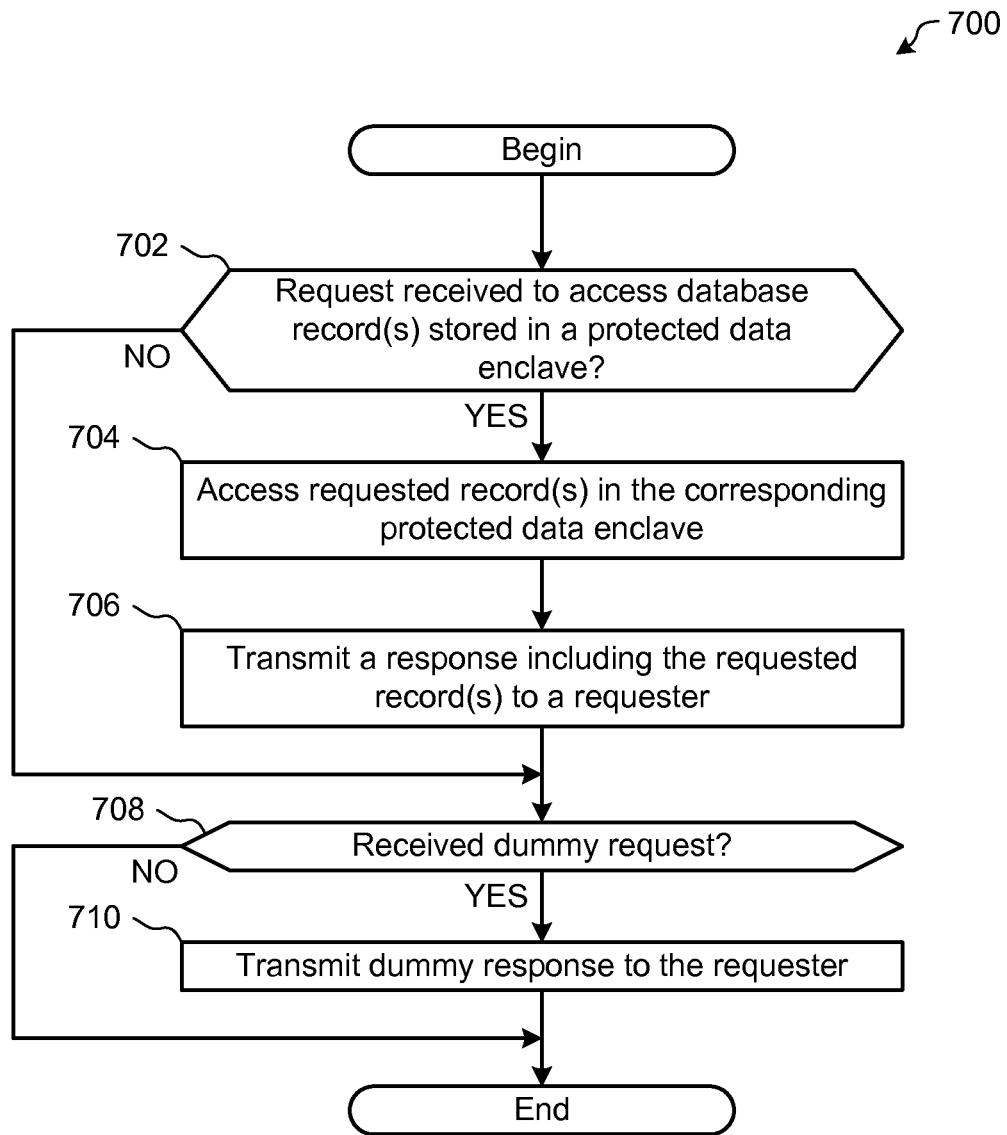 700
Begin
702
Request received to access database
record(s) stored in a protected data
enclave?
NO
YES
704
Access requested record(s) in the corresponding
protected data enclave
706
Transmit a response including the requested
record(s) to a requester
708
Received dummy request?
NO
YES
710
Transmit dummy response to the requester
End